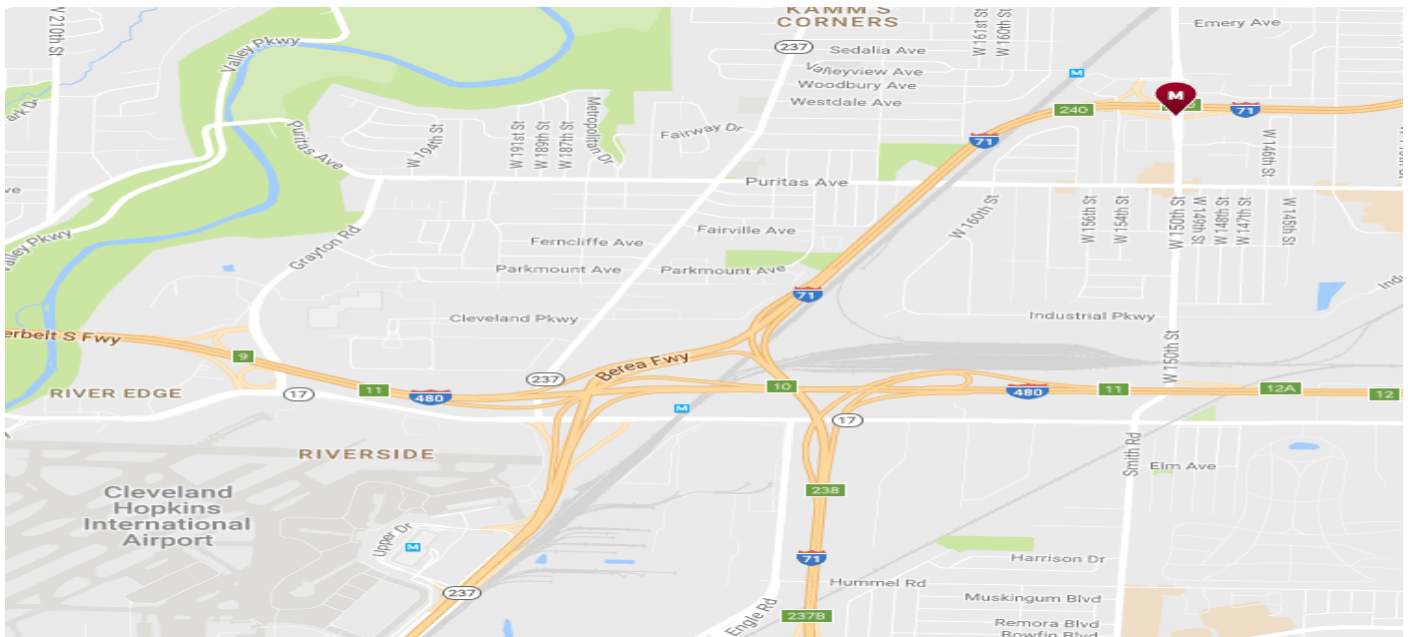 KAMM'S
CORNERS
W 210th St
Valley Pkwy
237
Sedalia Ave
W 161st St
W 160th St
Emery Ave
Valleyview Ave
M
Woodbury Ave
Westdale Ave
M
240
71
ark Dr
Puritas Ave
W 194th St
W 191st St
W 189th St
W 187th St
Metropolitan Dr
Fairway Dr
71
W 146th St
Puritas Ave
ve
Valley Pkwy
Grayton Rd
W 160th St
W 156th St
W 154th St
W 150th St
W 149th St
W 148th St
W 147th St
W 145th St
Ferncliffe Ave
Fairville Ave
Parkmount Ave
Parkmount Ave
71
Indu
Cleveland Pkwy
Industrial Pkwy
erbelt S Fwy
9
Berea Fwy
W 150th St
RIVER EDGE
17
11
480
237
10
480
11
12A
12
M
17
RIVERSIDE
Smith Rd
Elm Ave
Cleveland
Hopkins
International
Airport
238
Upper Dr
M
71
Harrison Dr
237
Hummel Rd
Muskingum Blvd
Engle Rd
237B
Remora Blvd
Bowfin Blvd